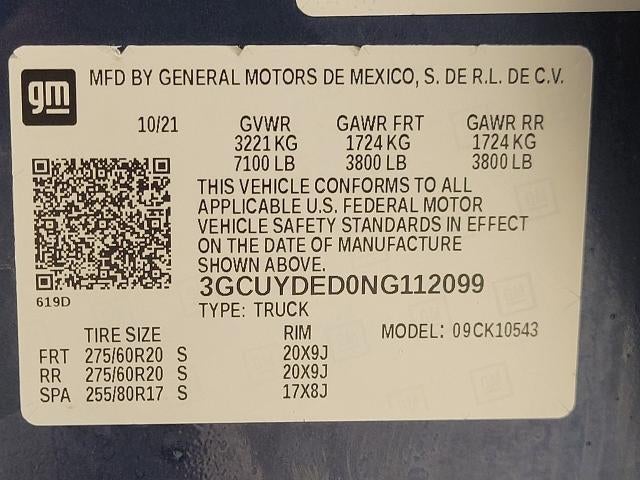 gm
MFD BY GENERAL MOTORS DE MEXICO, S. DE R.L. DE C.V.
10/21 GVWR GAWR FRT GAWR RR
3221 KG 1724 KG 1724 KG
7100 LB 3800 LB 3800 LB
THIS VEHICLE CONFORMS TO ALL
APPLICABLE U.S. FEDERAL MOTOR
VEHICLE SAFETY STANDARDS IN EFFECT
ON THE DATE OF MANUFACTURE
SHOWN ABOVE.
3GCUYDED0NG112099
619D
TYPE: TRUCK
TIRE SIZE RIM MODEL: 09CK10543
FRT 275/60R20 S 20X9J
RR 275/60R20 S 20X9J
SPA 255/80R17 S 17X8J